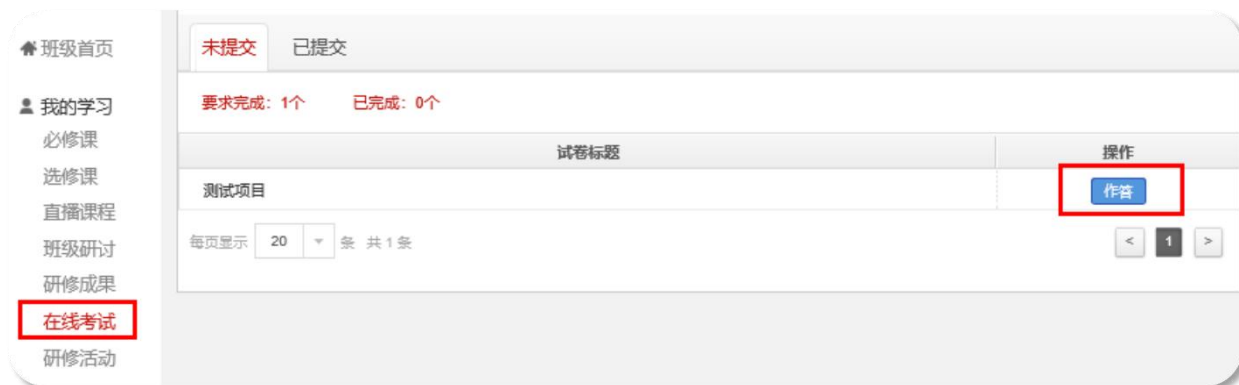 班级首页
我的学习
必修课
选修课
直播课程
班级研讨
研修成果
在线考试
研修活动
未提交 已提交
要求完成：1个 已完成：0个
试卷标题 操作
测试项目 作答
每页显示 20 条 共 1 条 < 1 >